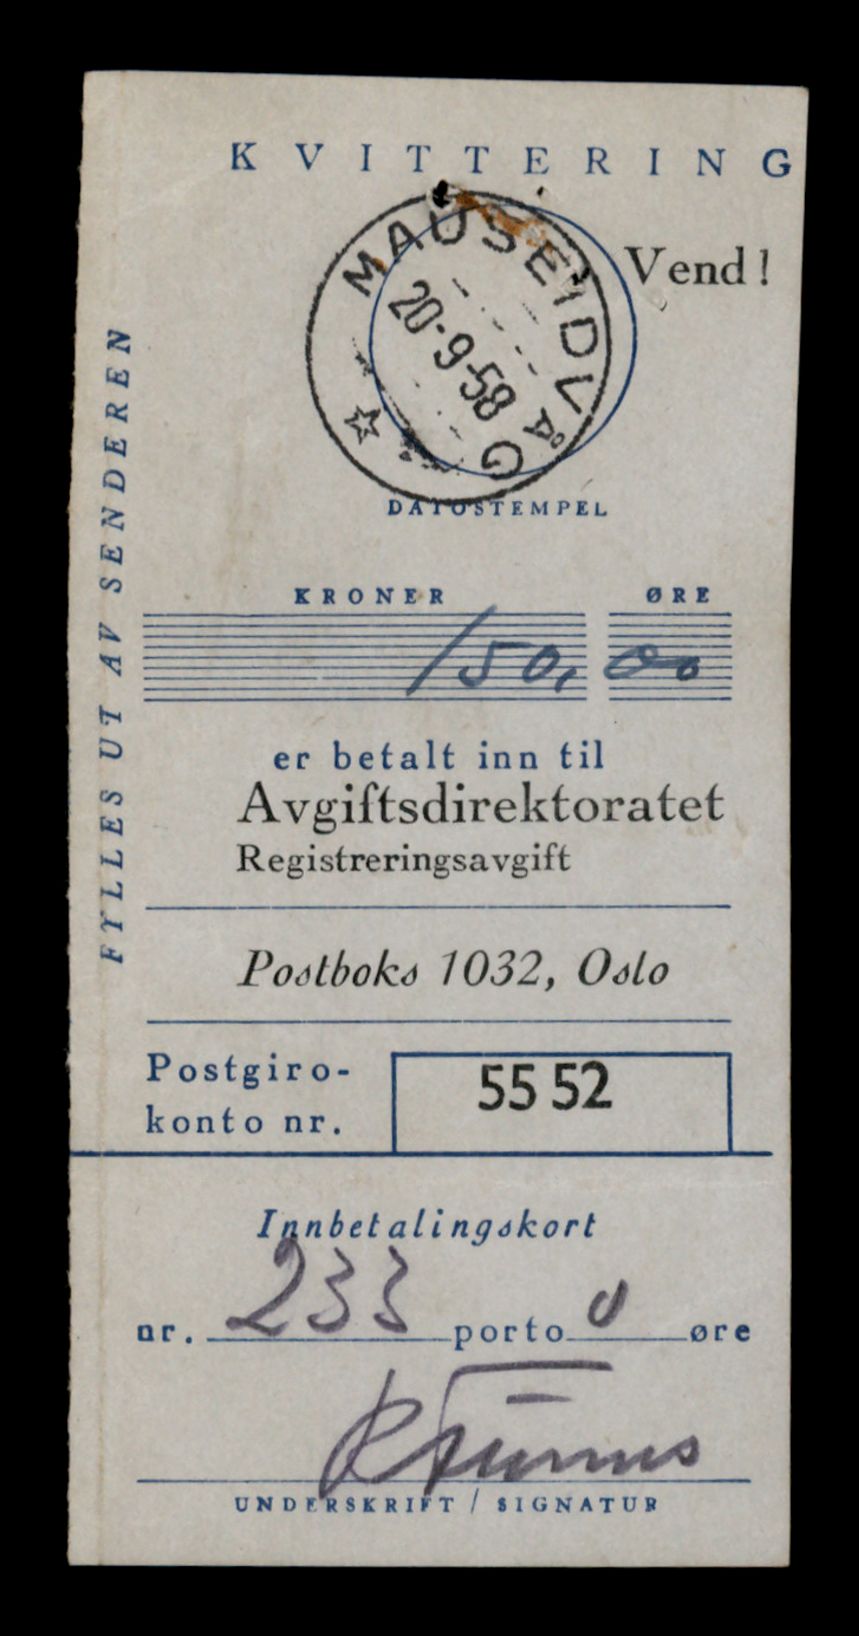 KVITTERING
Vend!
MAUSEIDVÅG
20-9-58
DATOSTEMPEL
FYLLES UT AV SENDEREN
KRONER ØRE
150,00
er betalt inn til
Avgiftsdirektoratet
Registreringsavgift
Postboks 1032, Oslo
Postgiro-
konto nr.
55 52
Innbetalingskort
nr. 233 porto 0 øre
UNDERSKRIFT / SIGNATUR